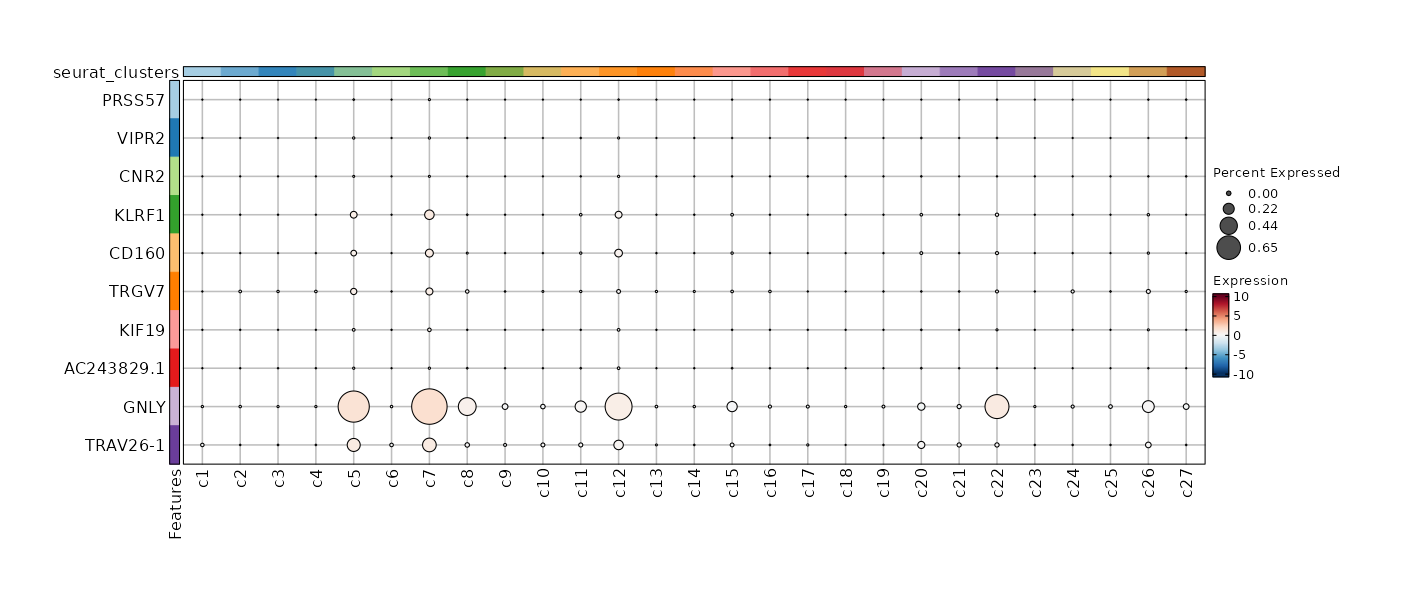 seurat_clusters
PRSS57
VIPR2
CNR2
KLRF1
CD160
TRGV7
KIF19
AC243829.1
GNLY
TRAV26-1
Features
c1 c2 c3 c4 c5 c6 c7 c8 c9 c10 c11 c12 c13 c14 c15 c16 c17 c18 c19 c20 c21 c22 c23 c24 c25 c26 c27
Percent Expressed
0.00
0.22
0.44
0.65
Expression
10
5
0
-5
-10